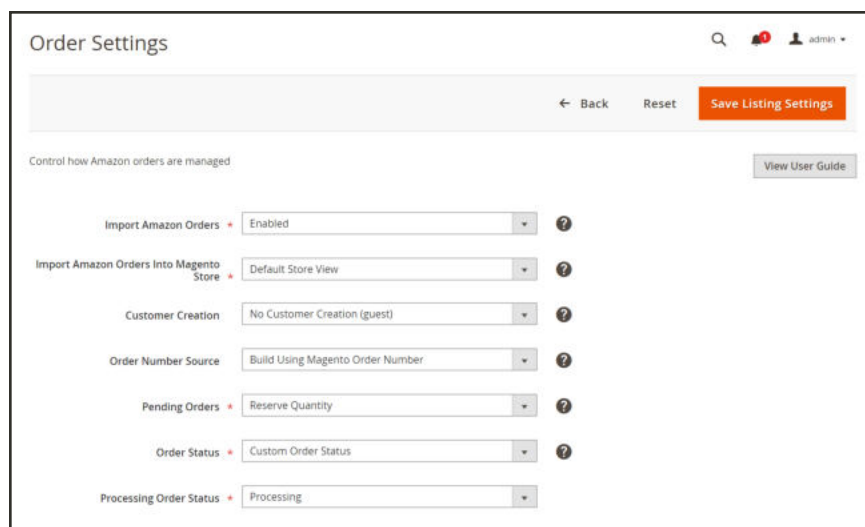 Order Settings
1
admin
← Back
Reset
Save Listing Settings
Control how Amazon orders are managed
View User Guide
Import Amazon Orders *
Enabled
?
Import Amazon Orders Into Magento
Store *
Default Store View
?
Customer Creation
No Customer Creation (guest)
?
Order Number Source
Build Using Magento Order Number
?
Pending Orders *
Reserve Quantity
?
Order Status *
Custom Order Status
?
Processing Order Status *
Processing